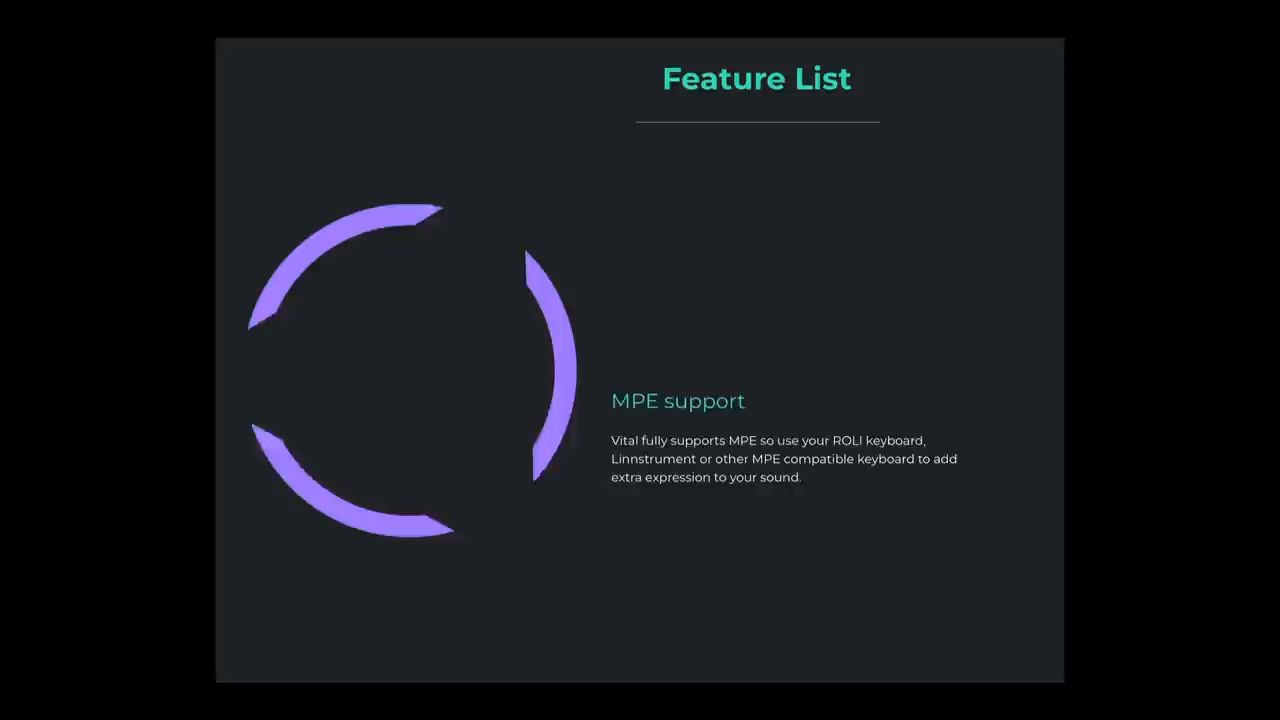 Feature List
MPE support
Vital fully supports MPE so use your ROLI keyboard,
Linnstrument or other MPE compatible keyboard to add
extra expression to your sound.